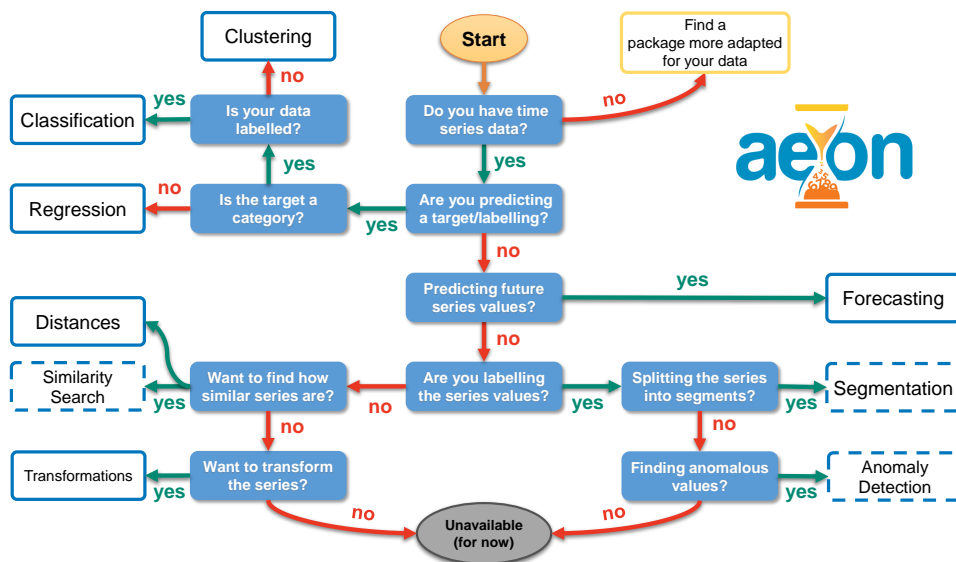 Clustering
Start
Find a
package more adapted
for your data
no
no
yes
Classification
Is your data
labelled?
Do you have time
series data?
aeon
yes
yes
no
Regression
Is the target a
category?
yes
Are you predicting
a target/labelling?
no
Predicting future
series values?
yes
Forecasting
Distances
no
Similarity
Search
yes
Want to find how
similar series are?
no
Are you labelling
the series values?
yes
Splitting the series
into segments?
yes
Segmentation
no
no
Transformations
yes
Want to transform
the series?
Finding anomalous
values?
yes
Anomaly
Detection
no
Unavailable
(for now)
no